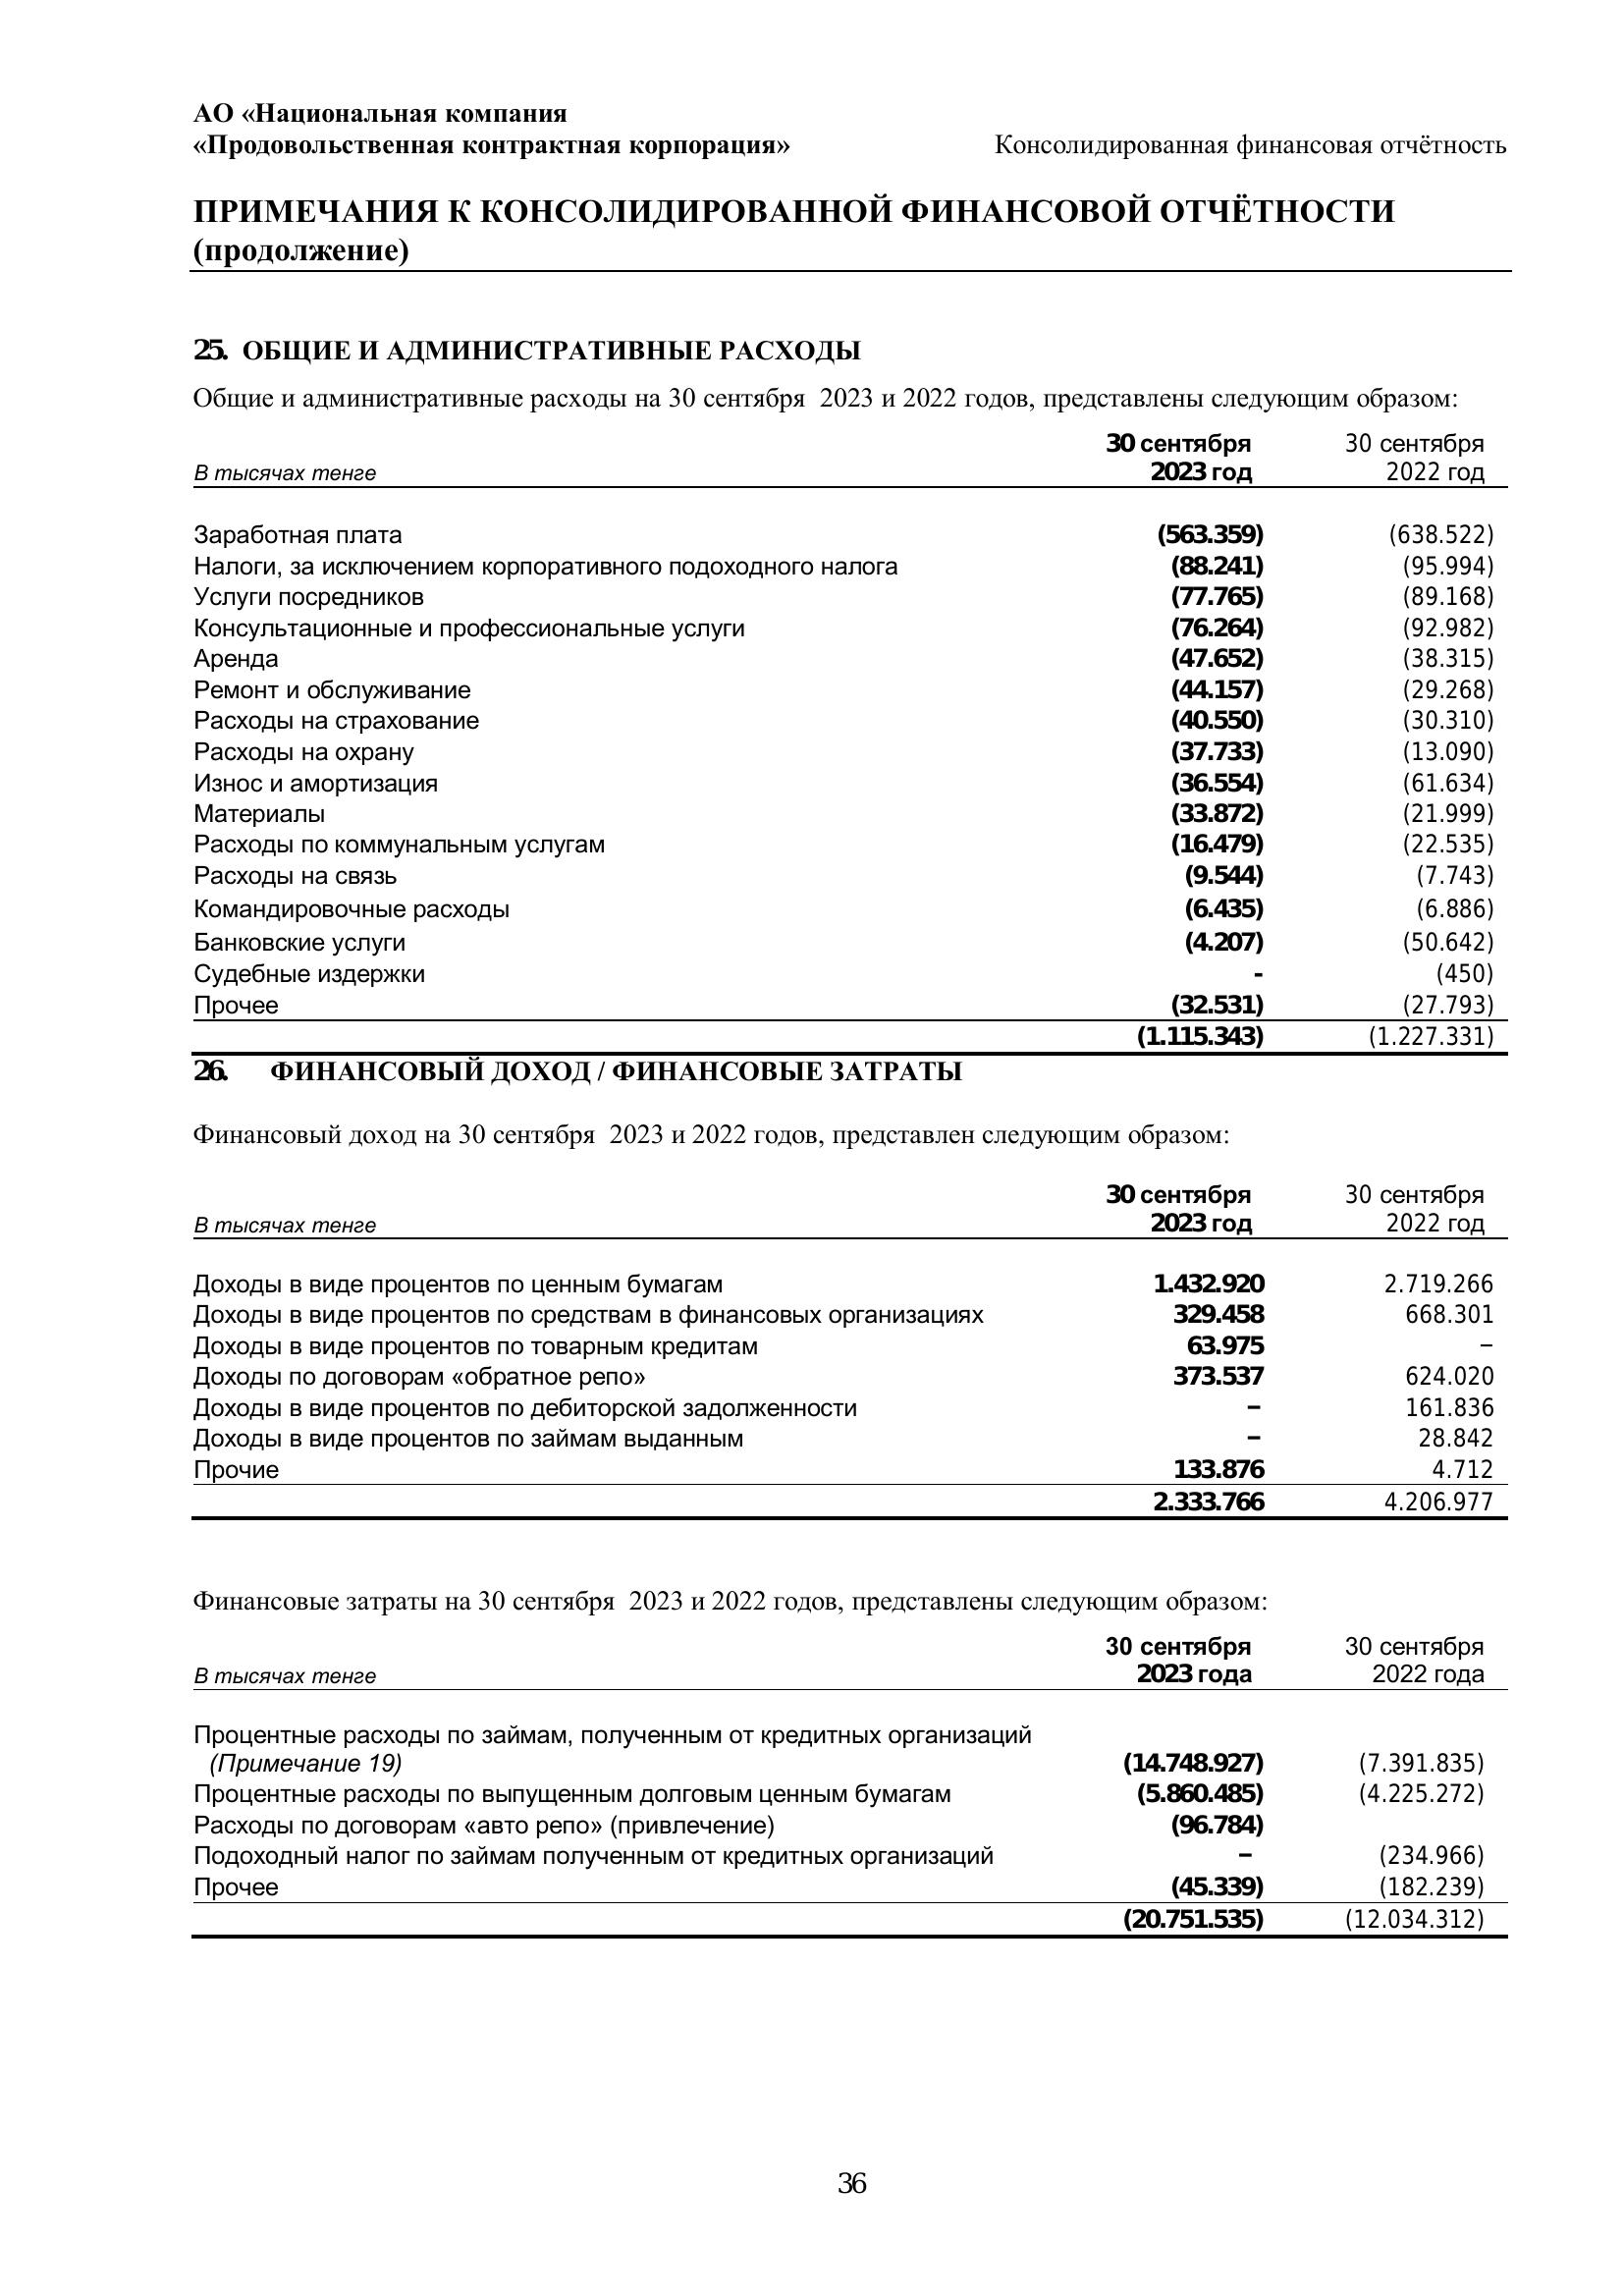 АО «Национальная компания
«Продовольственная контрактная корпорация» Консолидированная финансовая отчётность
ПРИМЕЧАНИЯ К КОНСОЛИДИРОВАННОЙ ФИНАНСОВОЙ ОТЧЁТНОСТИ
(продолжение)
25. ОБЩИЕ И АДМИНИСТРАТИВНЫЕ РАСХОДЫ
Общие и административные расходы на 30 сентября 2023 и 2022 годов, представлены следующим образом:
30 сентября 30 сентября
В тысячах тенге 2023 год 2022 год
Заработная плата (563.359) (638.522)
Налоги, за исключением корпоративного подоходного налога (88.241) (95.994)
Услуги посредников (77.765) (89.168)
Консультационные и профессиональные услуги (76.264) (92.982)
Аренда (47.652) (38.315)
Ремонт и обслуживание (44.157) (29.268)
Расходы на страхование (40.550) (30.310)
Расходы на охрану (37.733) (13.090)
Износ и амортизация (36.554) (61.634)
Материалы (33.872) (21.999)
Расходы по коммунальным услугам (16.479) (22.535)
Расходы на связь (9.544) (7.743)
Командировочные расходы (6.435) (6.886)
Банковские услуги (4.207) (50.642)
Судебные издержки - (450)
Прочее (32.531) (27.793)
(1.115.343) (1.227.331)
26. ФИНАНСОВЫЙ ДОХОД / ФИНАНСОВЫЕ ЗАТРАТЫ
Финансовый доход на 30 сентября 2023 и 2022 годов, представлен следующим образом:
30 сентября 30 сентября
В тысячах тенге 2023 год 2022 год
Доходы в виде процентов по ценным бумагам 1.432.920 2.719.266
Доходы в виде процентов по средствам в финансовых организациях 329.458 668.301
Доходы в виде процентов по товарным кредитам 63.975 –
Доходы по договорам «обратное репо» 373.537 624.020
Доходы в виде процентов по дебиторской задолженности – 161.836
Доходы в виде процентов по займам выданным – 28.842
Прочие 133.876 4.712
2.333.766 4.206.977
Финансовые затраты на 30 сентября 2023 и 2022 годов, представлены следующим образом:
30 сентября 30 сентября
В тысячах тенге 2023 года 2022 года
Процентные расходы по займам, полученным от кредитных организаций
(Примечание 19) (14.748.927) (7.391.835)
Процентные расходы по выпущенным долговым ценным бумагам (5.860.485) (4.225.272)
Расходы по договорам «авто репо» (привлечение) (96.784)
Подоходный налог по займам полученным от кредитных организаций – (234.966)
Прочее (45.339) (182.239)
(20.751.535) (12.034.312)
36